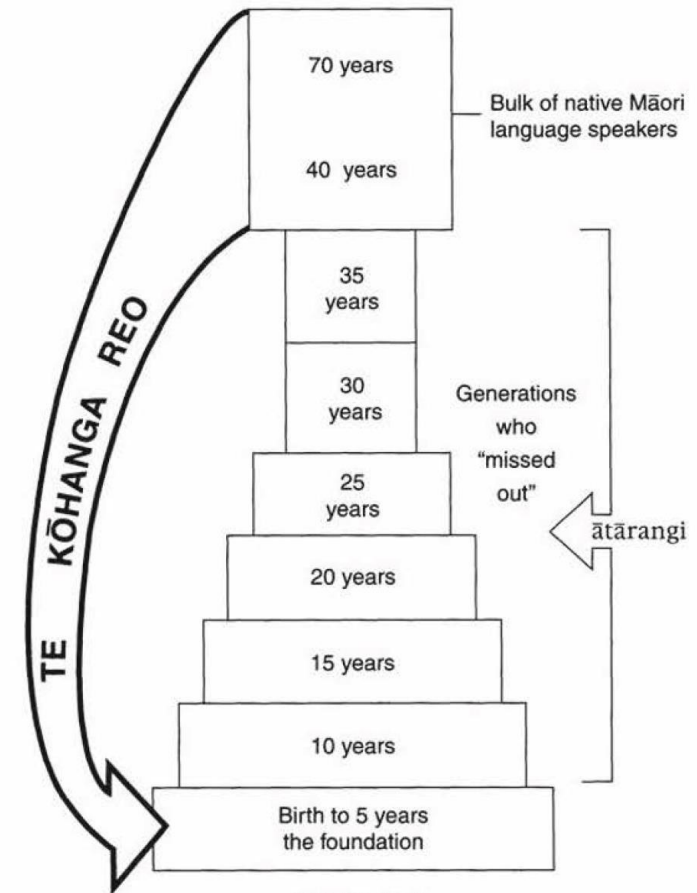 70 years
40 years
Bulk of native Māori
language speakers
35
years
30
years
25
years
20 years
15 years
10 years
Birth to 5 years
the foundation
TE KŌHANGA REO
Generations
who
“missed
out”
ātārangi